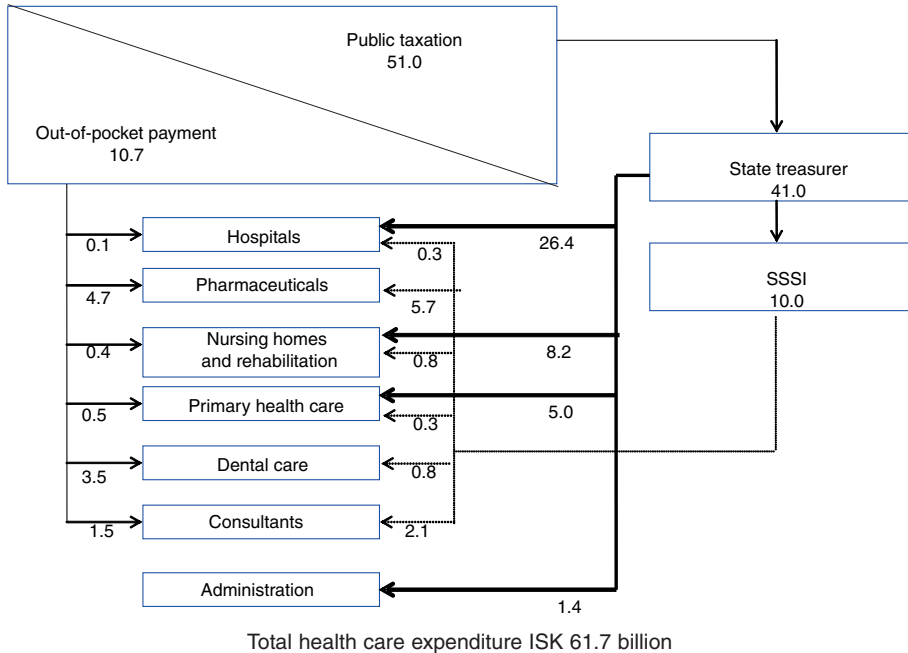 Public taxation
51.0
Out-of-pocket payment
10.7
State treasurer
41.0
SSSI
10.0
Hospitals
0.1
26.4
0.3
Pharmaceuticals
4.7
5.7
Nursing homes
and rehabilitation
0.4
8.2
0.8
Primary health care
0.5
5.0
0.3
Dental care
3.5
0.8
Consultants
1.5
2.1
Administration
1.4
Total health care expenditure ISK 61.7 billion